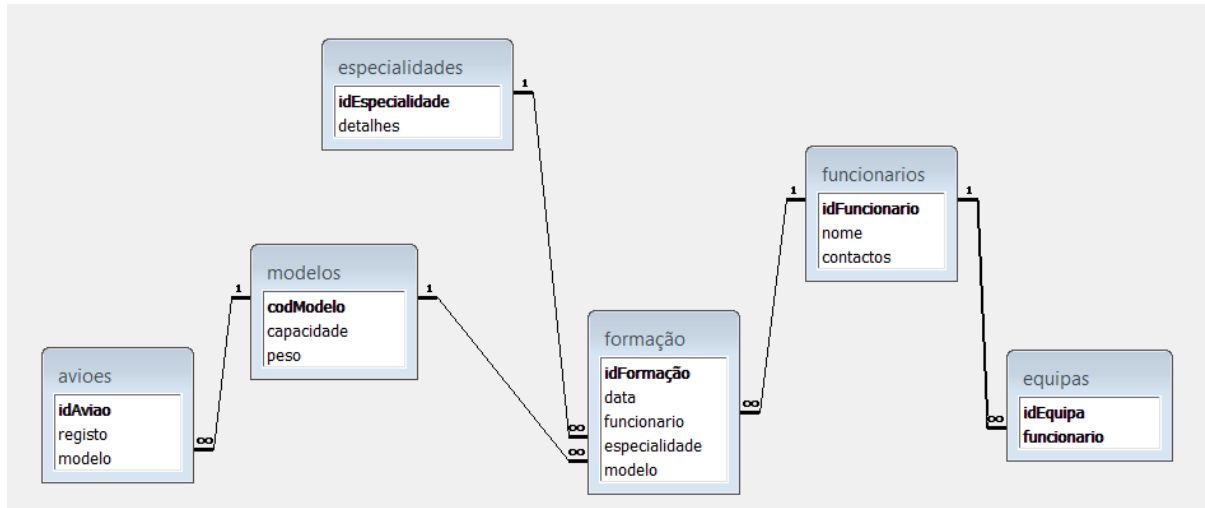 especialidades
idEspecialidade
detalhes
1
funcionarios
idFuncionario
nome
contactos
1
1
modelos
codModelo
capacidade
peso
1
1
formação
idFormação
data
funcionario
especialidade
modelo
∞
∞
∞
avioes
idAviao
registo
modelo
∞
equipas
idEquipa
funcionario
∞